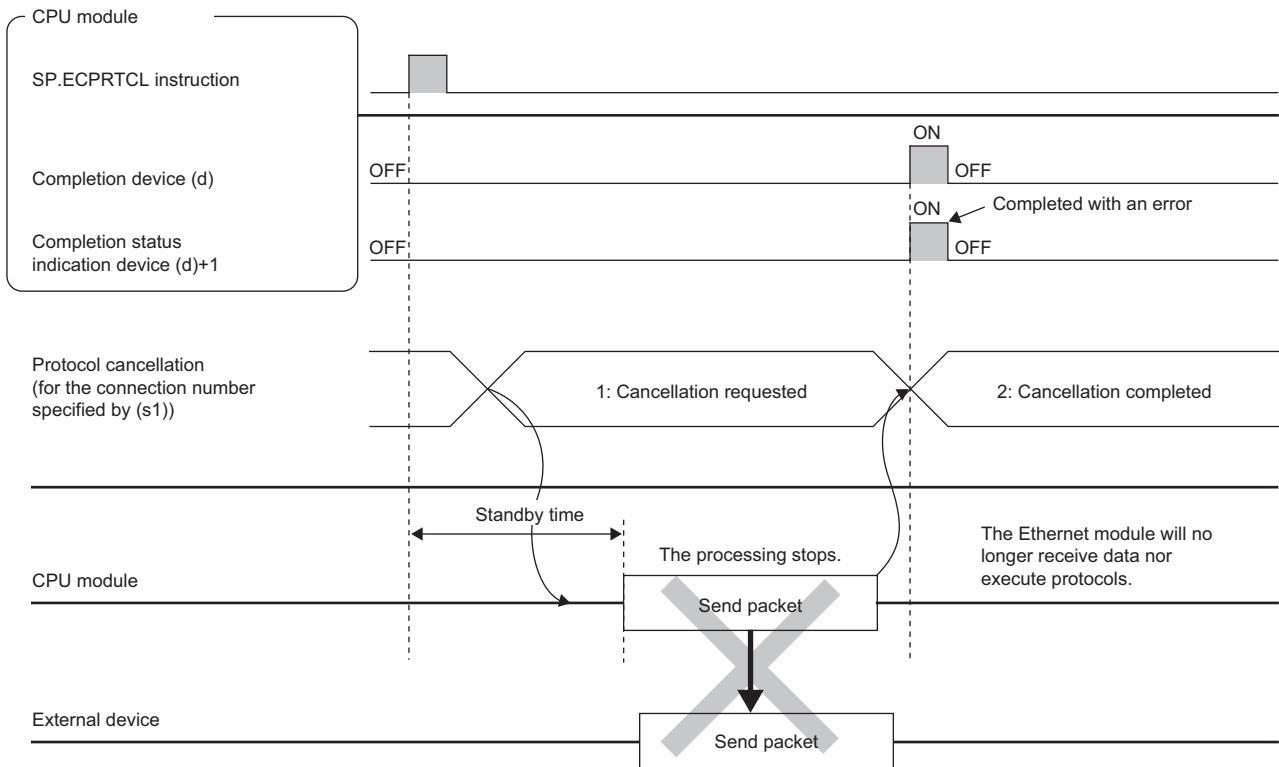 CPU module
SP.ECPRTCL instruction
ON
Completion device (d)
OFF
OFF
ON
Completed with an error
Completion status
indication device (d)+1
OFF
OFF
Protocol cancellation
(for the connection number
specified by (s1))
1: Cancellation requested
2: Cancellation completed
Standby time
The processing stops.
The Ethernet module will no
longer receive data nor
execute protocols.
CPU module
Send packet
External device
Send packet